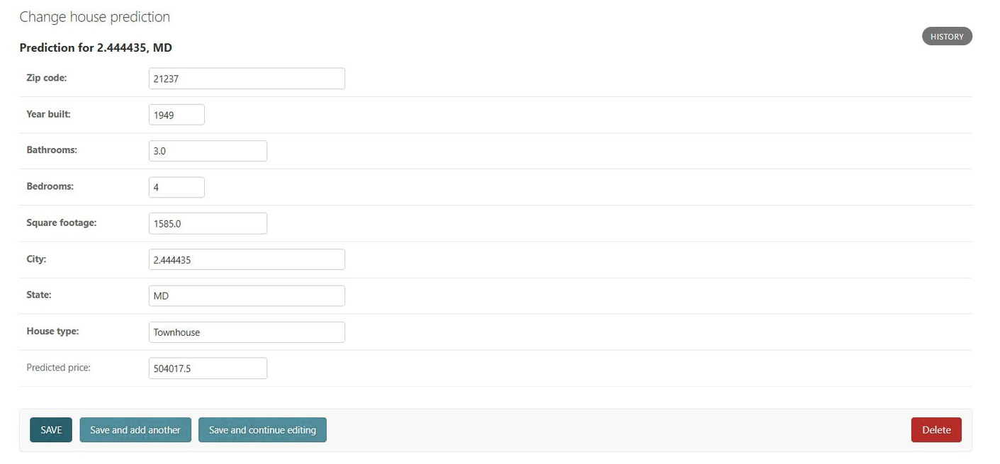 Change house prediction
HISTORY
Prediction for 2.444435, MD
Zip code: 21237
Year built: 1949
Bathrooms: 3.0
Bedrooms: 4
Square footage: 1585.0
City: 2.444435
State: MD
House type: Townhouse
Predicted price: 504017.5
SAVE Save and add another Save and continue editing Delete